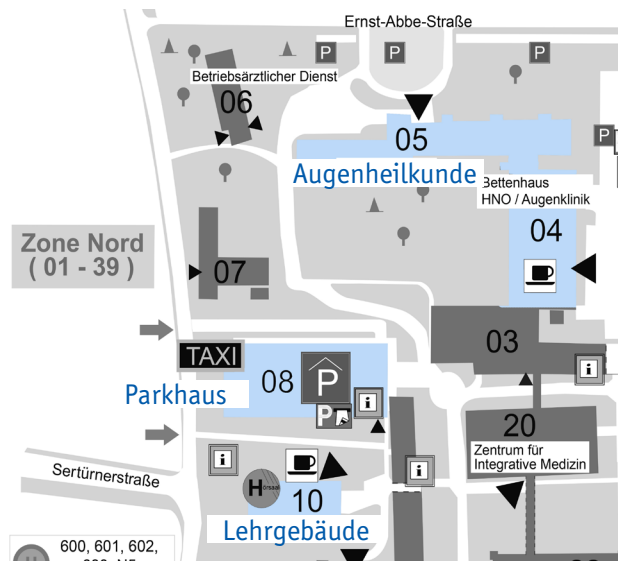 Ernst-Abbe-Straße
P
P
P
Betriebsärztlicher Dienst
06
05
P
Augenheilkunde
Bettenhaus
HNO / Augenklinik
04
Zone Nord
( 01 - 39 )
07
03
TAXI
08
P
i
Parkhaus
P
i
20
Zentrum für
Integrative Medizin
i
i
Sertürnerstraße
Hörsaal
10
Lehrgebäude
H
600, 601, 602,